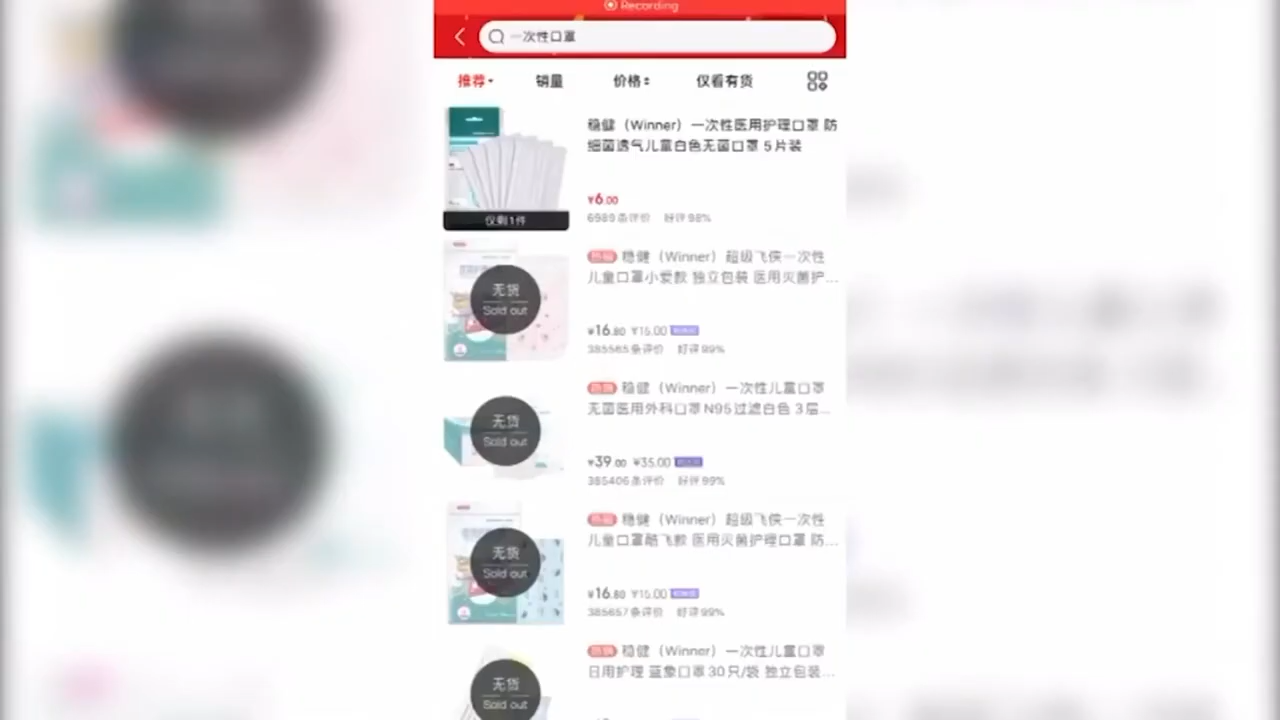 Recording
一次性口罩
推荐 销量 价格 仅看有货
稳健（Winner）一次性医用护理口罩 防
细菌透气儿童白色无菌口罩 5片装
¥6.00
6989条评价 好评98%
仅剩1件
稳健（Winner）超级飞侠一次性
儿童口罩小爱款 独立包装 医用灭菌护...
无货
Sold out
¥16.80 ¥15.00
385565条评价 好评99%
稳健（Winner）一次性儿童口罩
无菌医用外科口罩N95过滤白色 3层...
无货
Sold out
¥39.00 ¥35.00
385406条评价 好评99%
稳健（Winner）超级飞侠一次性
儿童口罩酷飞款 医用灭菌护理口罩 防...
无货
Sold out
¥16.80 ¥15.00
385657条评价 好评99%
稳健（Winner）一次性儿童口罩
日用护理 蓝象口罩30只/袋 独立包装...
无货
Sold out